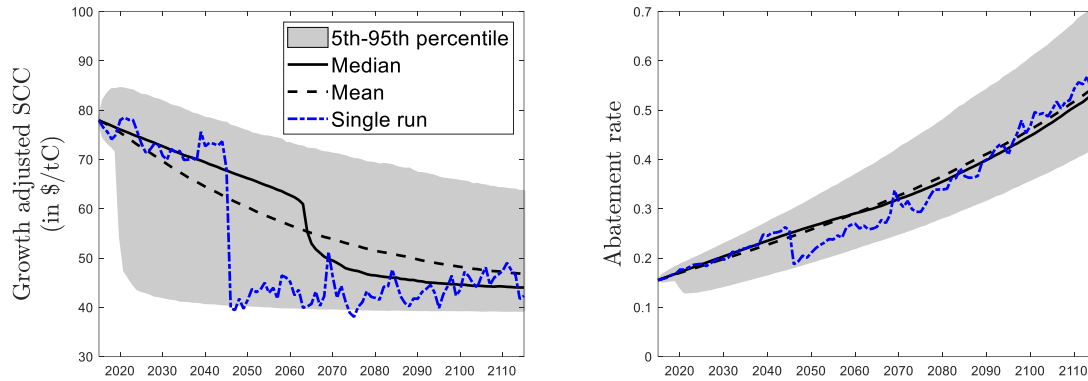 Growth adjusted SCC
(in $/tC)
100
90
80
70
60
50
40
30
2020 2030 2040 2050 2060 2070 2080 2090 2100 2110
5th-95th percentile
Median
Mean
Single run
Abatement rate
0.7
0.6
0.5
0.4
0.3
0.2
0.1
0
2020 2030 2040 2050 2060 2070 2080 2090 2100